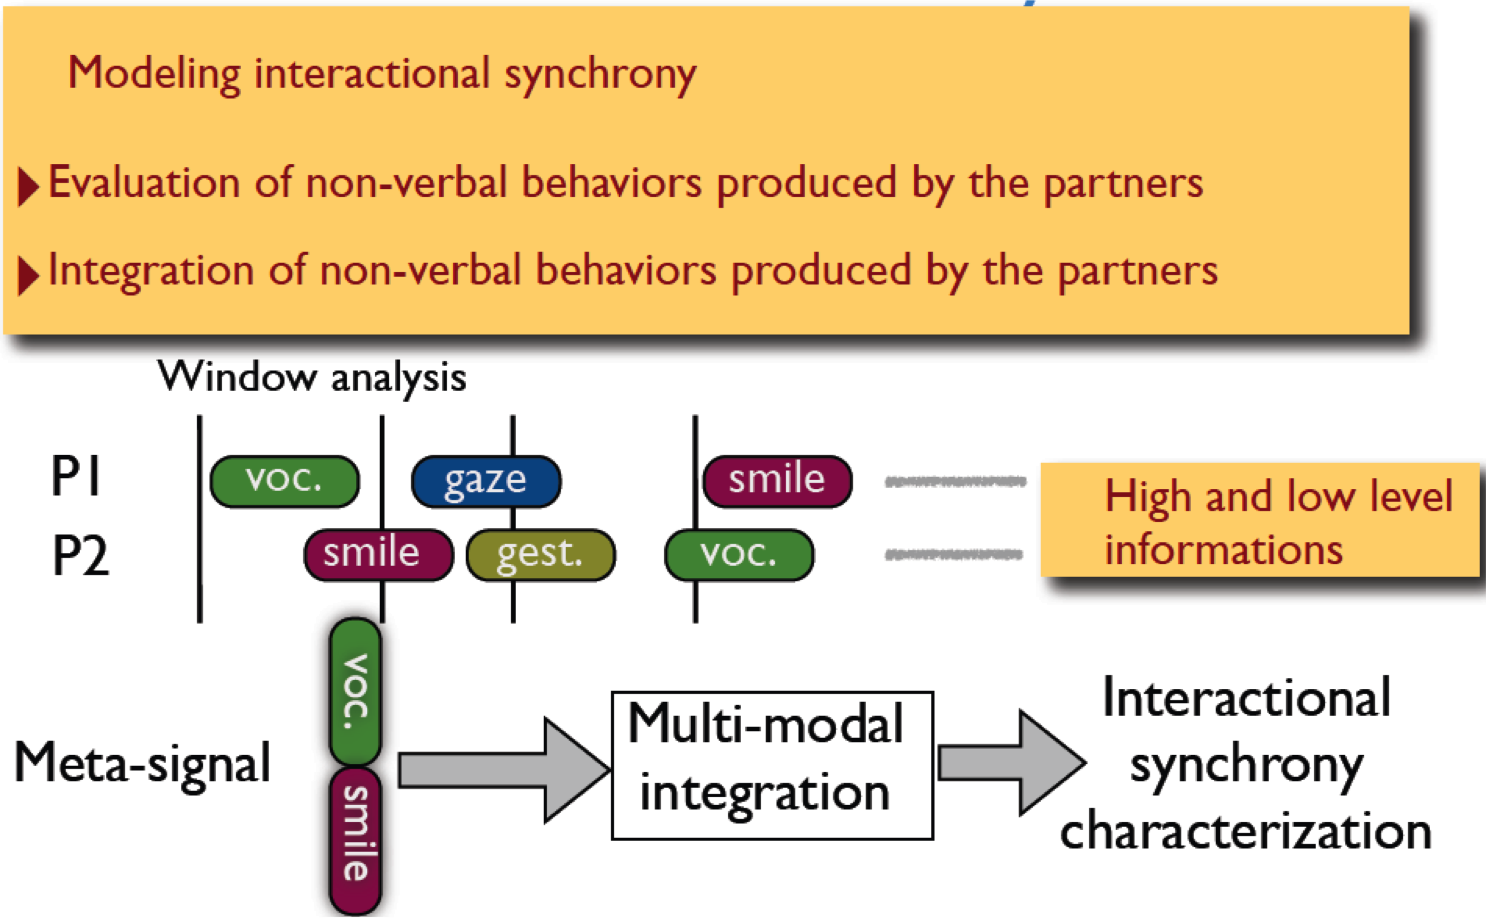 Modeling interactional synchrony
Evaluation of non-verbal behaviors produced by the partners
Integration of non-verbal behaviors produced by the partners
Window analysis
P1 voc. gaze smile
P2 smile gest. voc.
High and low level
informations
voc.
smile
Meta-signal
Multi-modal
integration
Interactional
synchrony
characterization